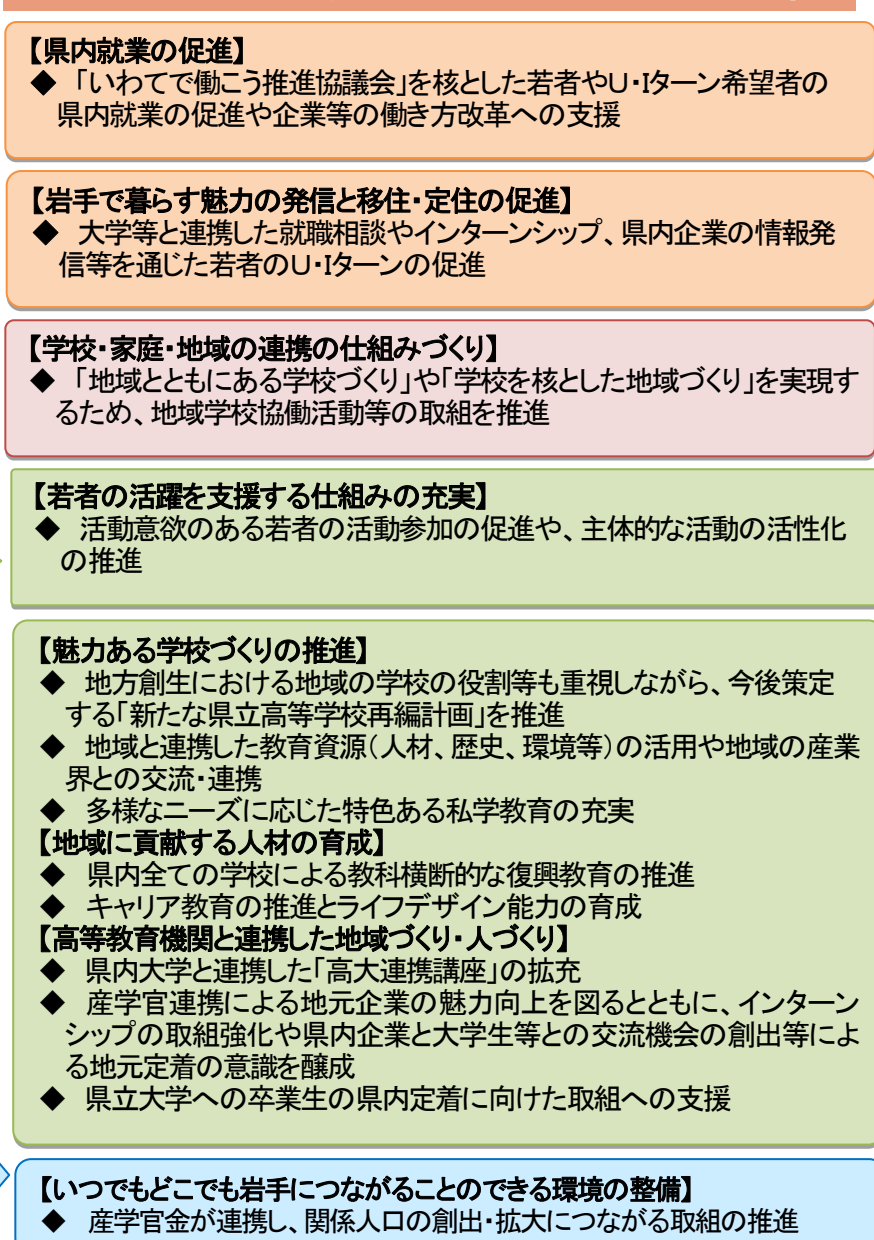 【県内就業の促進】
◆ 「いわてで働こう推進協議会」を核とした若者やU・Iターン希望者の
県内就業の促進や企業等の働き方改革への支援
【岩手で暮らす魅力の発信と移住・定住の促進】
◆ 大学等と連携した就職相談やインターンシップ、県内企業の情報発
信等を通じた若者のU・Iターンの促進
【学校・家庭・地域の連携の仕組みづくり】
◆ 「地域とともにある学校づくり」や「学校を核とした地域づくり」を実現す
るため、地域学校協働活動等の取組を推進
【若者の活躍を支援する仕組みの充実】
◆ 活動意欲のある若者の活動参加の促進や、主体的な活動の活性化
の推進
【魅力ある学校づくりの推進】
◆ 地方創生における地域の学校の役割等も重視しながら、今後策定
する「新たな県立高等学校再編計画」を推進
◆ 地域と連携した教育資源（人材、歴史、環境等）の活用や地域の産業
界との交流・連携
◆ 多様なニーズに応じた特色ある私学教育の充実
【地域に貢献する人材の育成】
◆ 県内全ての学校による教科横断的な復興教育の推進
◆ キャリア教育の推進とライフデザイン能力の育成
【高等教育機関と連携した地域づくり・人づくり】
◆ 県内大学と連携した「高大連携講座」の拡充
◆ 産学官連携による地元企業の魅力向上を図るとともに、インターン
シップの取組強化や県内企業と大学生等との交流機会の創出等によ
る地元定着の意識を醸成
◆ 県立大学への卒業生の県内定着に向けた取組への支援
【いつでもどこでも岩手につながることのできる環境の整備】
◆ 産学官金が連携し、関係人口の創出・拡大につながる取組の推進